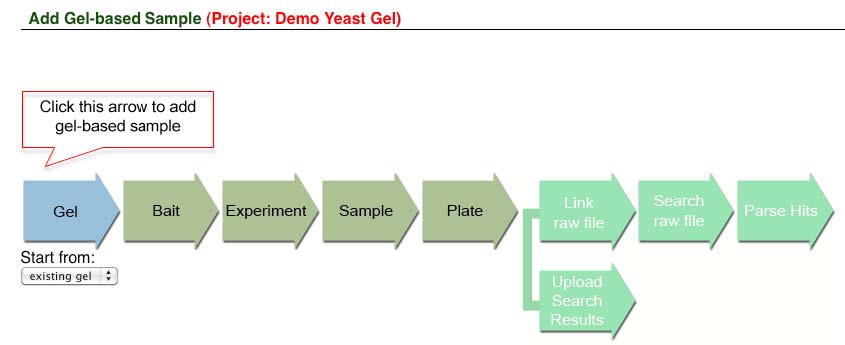 Add Gel-based Sample (Project: Demo Yeast Gel)
Click this arrow to add
gel-based sample
Gel
Bait
Experiment
Sample
Plate
Link
raw file
Search
raw file
Parse Hits
Start from:
existing gel
Upload
Search
Results